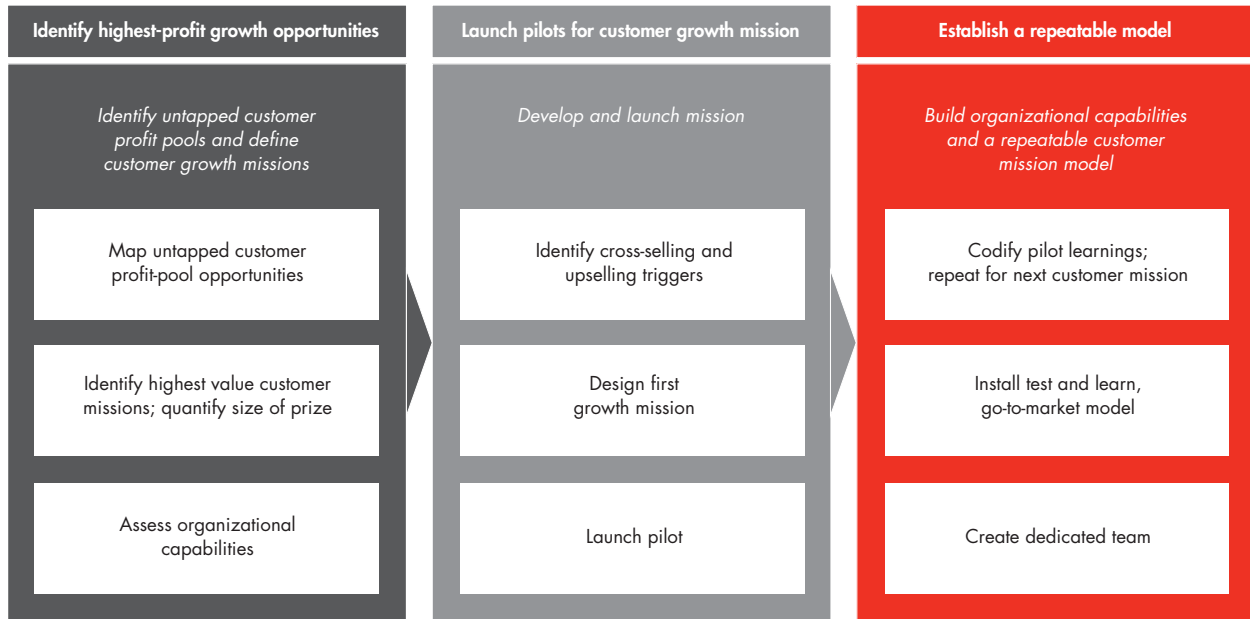 Identify highest-profit growth opportunities
Identify untapped customer
profit pools and define
customer growth missions
Map untapped customer
profit-pool opportunities
Identify highest value customer
missions; quantify size of prize
Assess organizational
capabilities
Launch pilots for customer growth mission
Develop and launch mission
Identify cross-selling and
upselling triggers
Design first
growth mission
Launch pilot
Establish a repeatable model
Build organizational capabilities
and a repeatable customer
mission model
Codify pilot learnings;
repeat for next customer mission
Install test and learn,
go-to-market model
Create dedicated team